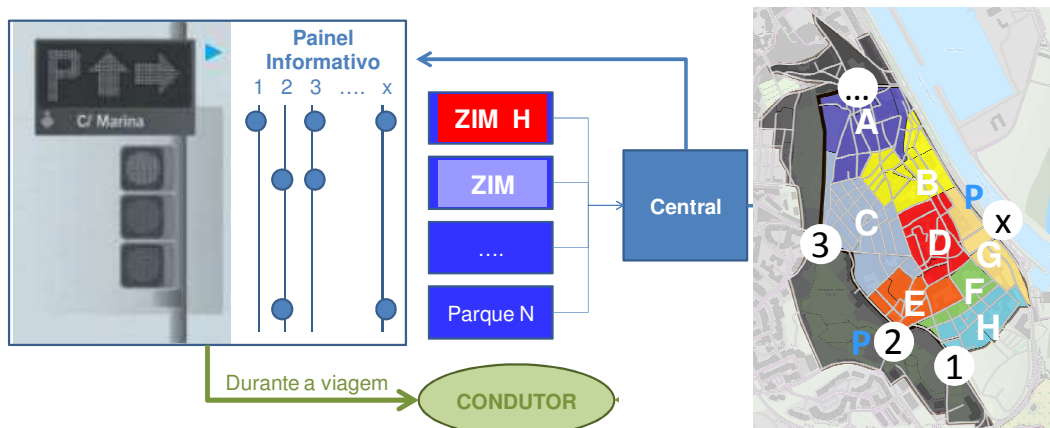 P
C/ Marina
Painel
Informativo
1 2 3 .... x
ZIM H
ZIM
....
Parque N
Central
Durante a viagem
CONDUTOR
...
A
B
P
C
x
3
D
G
E
F
P
2
H
1